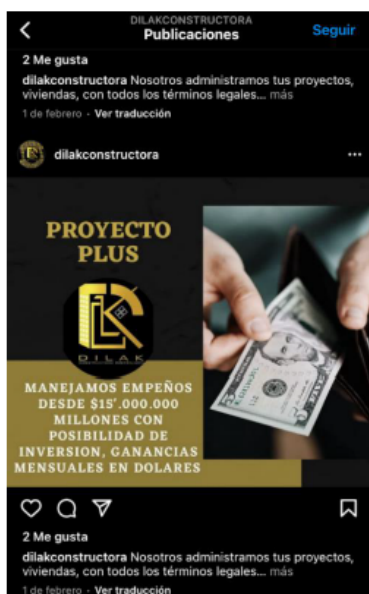 DILAKCONSTRUCTORA
Publicaciones
Seguir
2 Me gusta
dilakconstructora Nosotros administramos tus proyectos,
viviendas, con todos los términos legales... más
1 de febrero · Ver traducción
dilakconstructora
PROYECTO
PLUS
DILAK
MANEJAMOS EMPEÑOS
DESDE $15'.000.000
MILLONES CON
POSIBILIDAD DE
INVERSION, GANANCIAS
MENSUALES EN DOLARES
2 Me gusta
dilakconstructora Nosotros administramos tus proyectos,
viviendas, con todos los términos legales... más
1 de febrero · Ver traducción